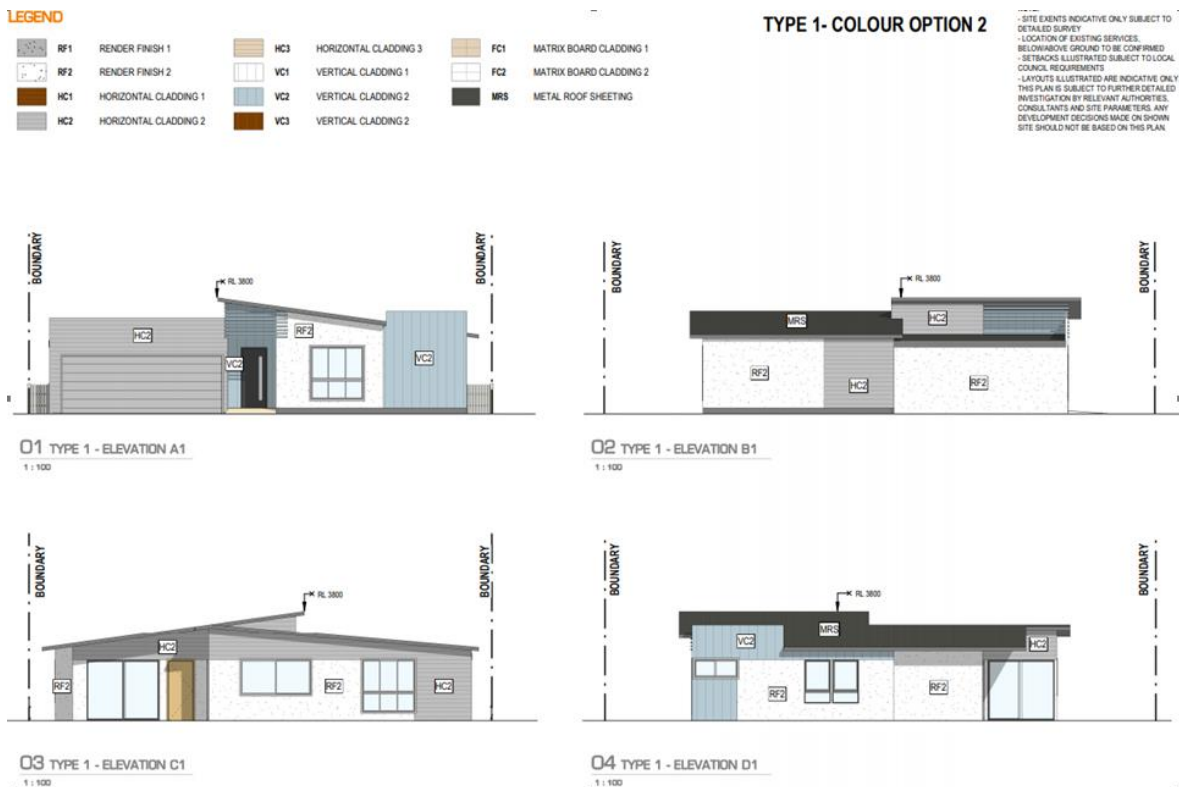 LEGEND
RF1 RENDER FINISH 1
RF2 RENDER FINISH 2
HC1 HORIZONTAL CLADDING 1
HC2 HORIZONTAL CLADDING 2
HC3 HORIZONTAL CLADDING 3
VC1 VERTICAL CLADDING 1
VC2 VERTICAL CLADDING 2
VC3 VERTICAL CLADDING 2
FC1 MATRIX BOARD CLADDING 1
FC2 MATRIX BOARD CLADDING 2
MRS METAL ROOF SHEETING
TYPE 1- COLOUR OPTION 2
- SITE EXENTS INDICATIVE ONLY SUBJECT TO
DETAILED SURVEY
- LOCATION OF EXISTING SERVICES,
BELOW/ABOVE GROUND TO BE CONFIRMED
- SETBACKS ILLUSTRATED SUBJECT TO LOCAL
COUNCIL REQUIREMENTS
- LAYOUTS ILLUSTRATED ARE INDICATIVE ONLY
THIS PLAN IS SUBJECT TO FURTHER DETAILED
INVESTIGATION BY RELEVANT AUTHORITIES,
CONSULTANTS AND SITE PARAMETERS. ANY
DEVELOPMENT DECISIONS MADE ON SHOWN
SITE SHOULD NOT BE BASED ON THIS PLAN
BOUNDARY
BOUNDARY
RL 3800
HC2
RF2
VC2
VC2
01 TYPE 1 - ELEVATION A1
1 : 100
BOUNDARY
BOUNDARY
RL 3800
MRS
HC2
RF2
HC2
RF2
02 TYPE 1 - ELEVATION B1
1 : 100
BOUNDARY
BOUNDARY
RL 3800
HC2
RF2
RF2
HC2
03 TYPE 1 - ELEVATION C1
1 : 100
BOUNDARY
BOUNDARY
RL 3800
VC2
MRS
HC2
RF2
RF2
04 TYPE 1 - ELEVATION D1
1 : 100